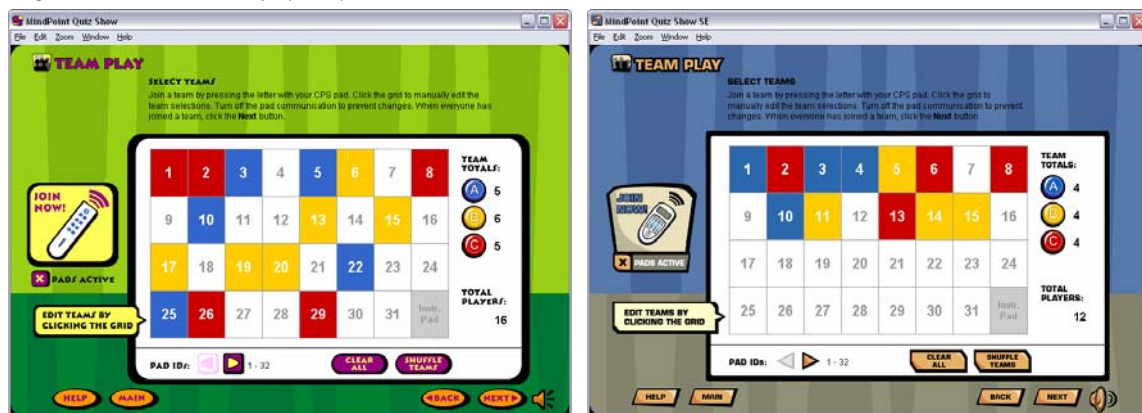 MindPoint Quiz Show
File Edit Zoom Window Help
TEAM PLAY
SELECT TEAMS
Join a team by pressing the letter with your CPS pad. Click the grid to manually edit the
team selections. Turn off the pad communication to prevent changes. When everyone has
joined a team, click the Next button.
JOIN
NOW!
PADS ACTIVE
EDIT TEAMS BY
CLICKING THE GRID
1 2 3 4 5 6 7 8
9 10 11 12 13 14 15 16
17 18 19 20 21 22 23 24
25 26 27 28 29 30 31 Instr.
Pad
TEAM
TOTALS:
A 5
B 6
C 5
TOTAL
PLAYERS:
16
PAD IDs: 1 - 32
CLEAR
ALL
SHUFFLE
TEAMS
HELP MAIN BACK NEXT
MindPoint Quiz Show SE
File Edit Zoom Window Help
TEAM PLAY
SELECT TEAMS
Join a team by pressing the letter with your CPS pad. Click the grid to
manually edit the team selections. Turn off the pad communication to prevent
changes. When everyone has joined a team, click the Next button.
JOIN
NOW!
PADS ACTIVE
EDIT TEAMS BY
CLICKING THE GRID
1 2 3 4 5 6 7 8
9 10 11 12 13 14 15 16
17 18 19 20 21 22 23 24
25 26 27 28 29 30 31 Instr.
Pad
TEAM
TOTALS:
A 4
B 4
C 4
TOTAL
PLAYERS:
12
PAD IDs: 1 - 32
CLEAR
ALL
SHUFFLE
TEAMS
HELP MAIN BACK NEXT